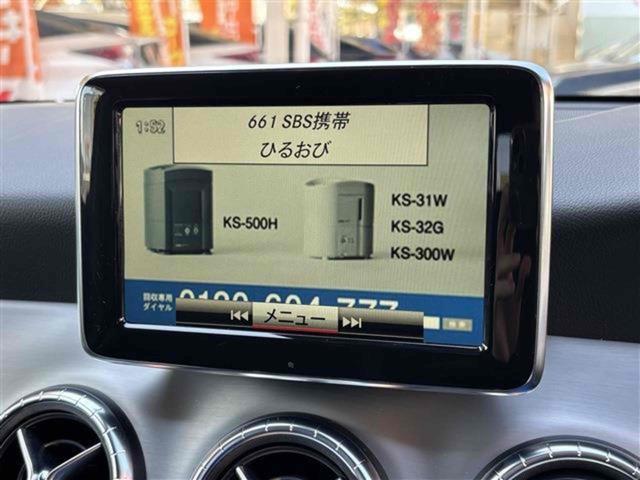 1:52
661 SBS携帯
ひるおび
KS-500H
KS-31W
KS-32G
KS-300W
回収専用
ダイヤル
メニュー